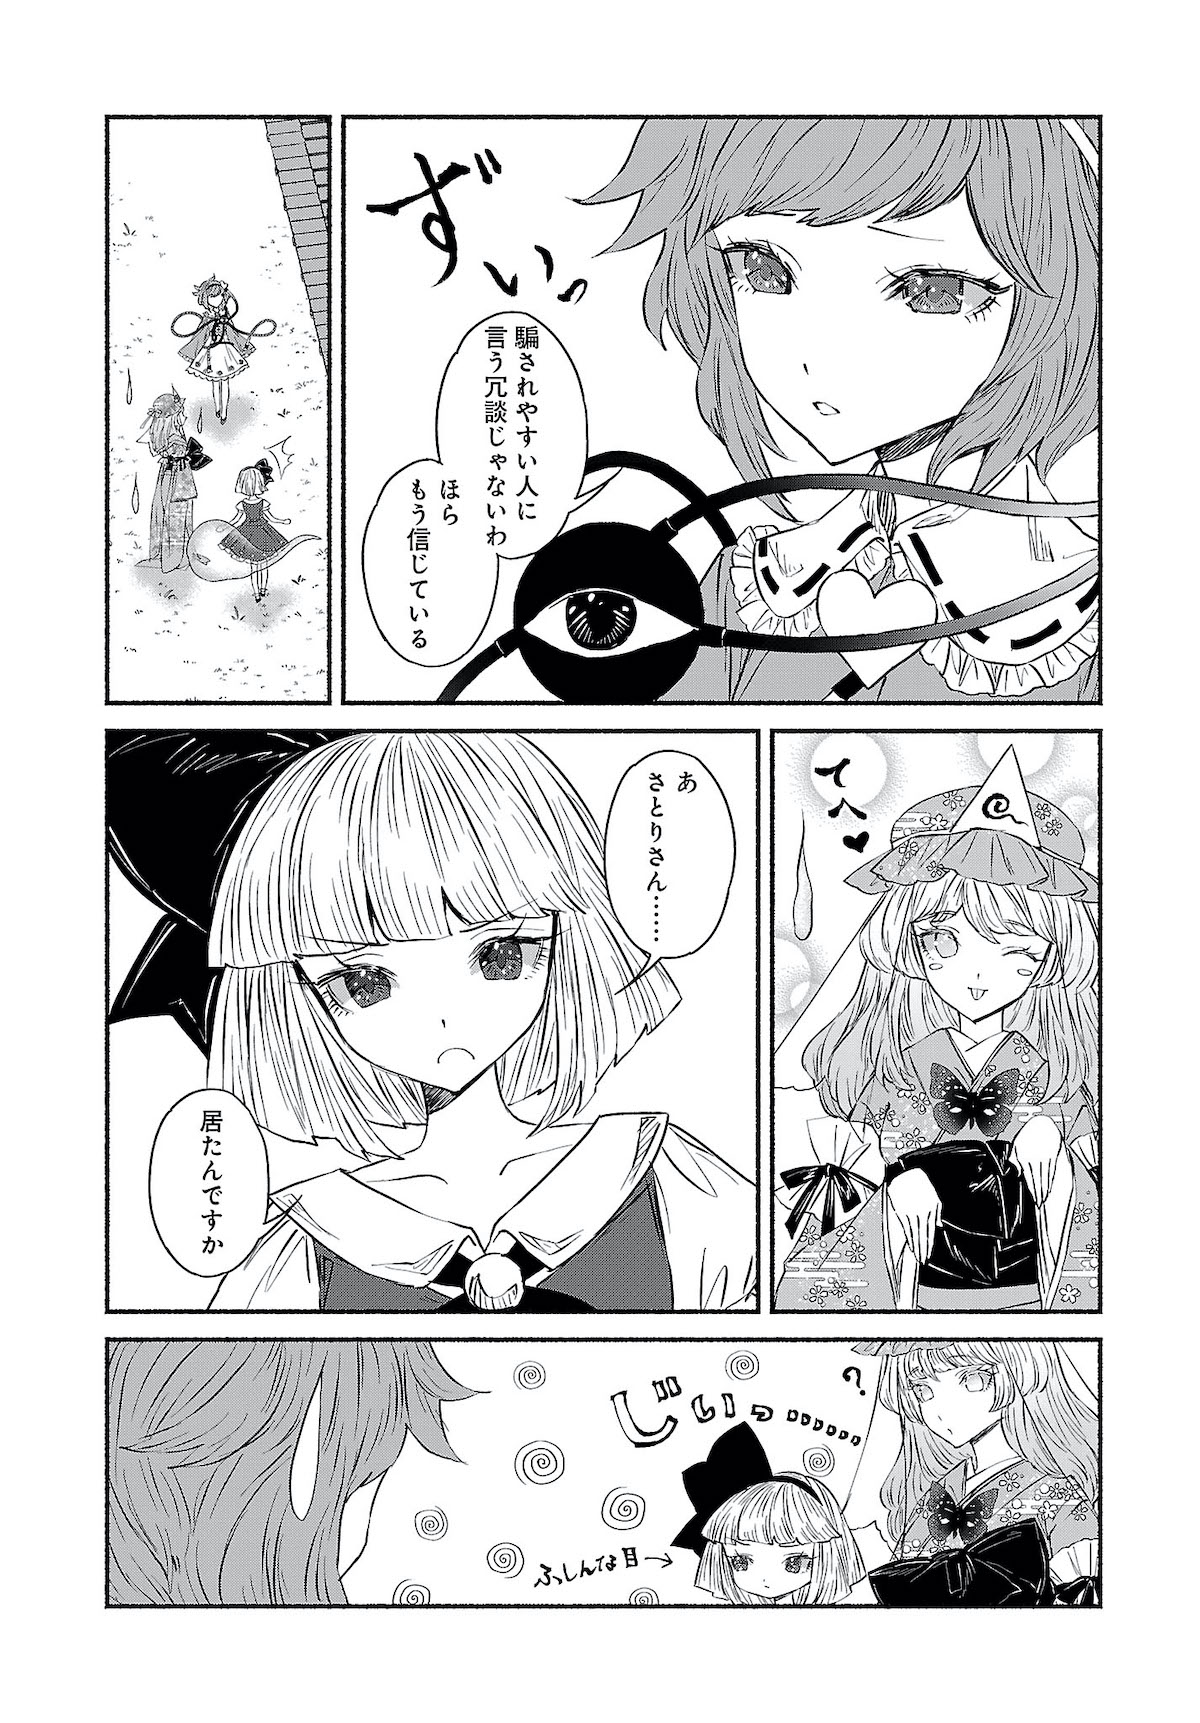 ずいっ
騙されやすい人に
言う冗談じゃないわ
ほら
もう信じている
てへ♥
あ
さとりさん……
居たんですか
？
じいいっ……
ふしんな目→